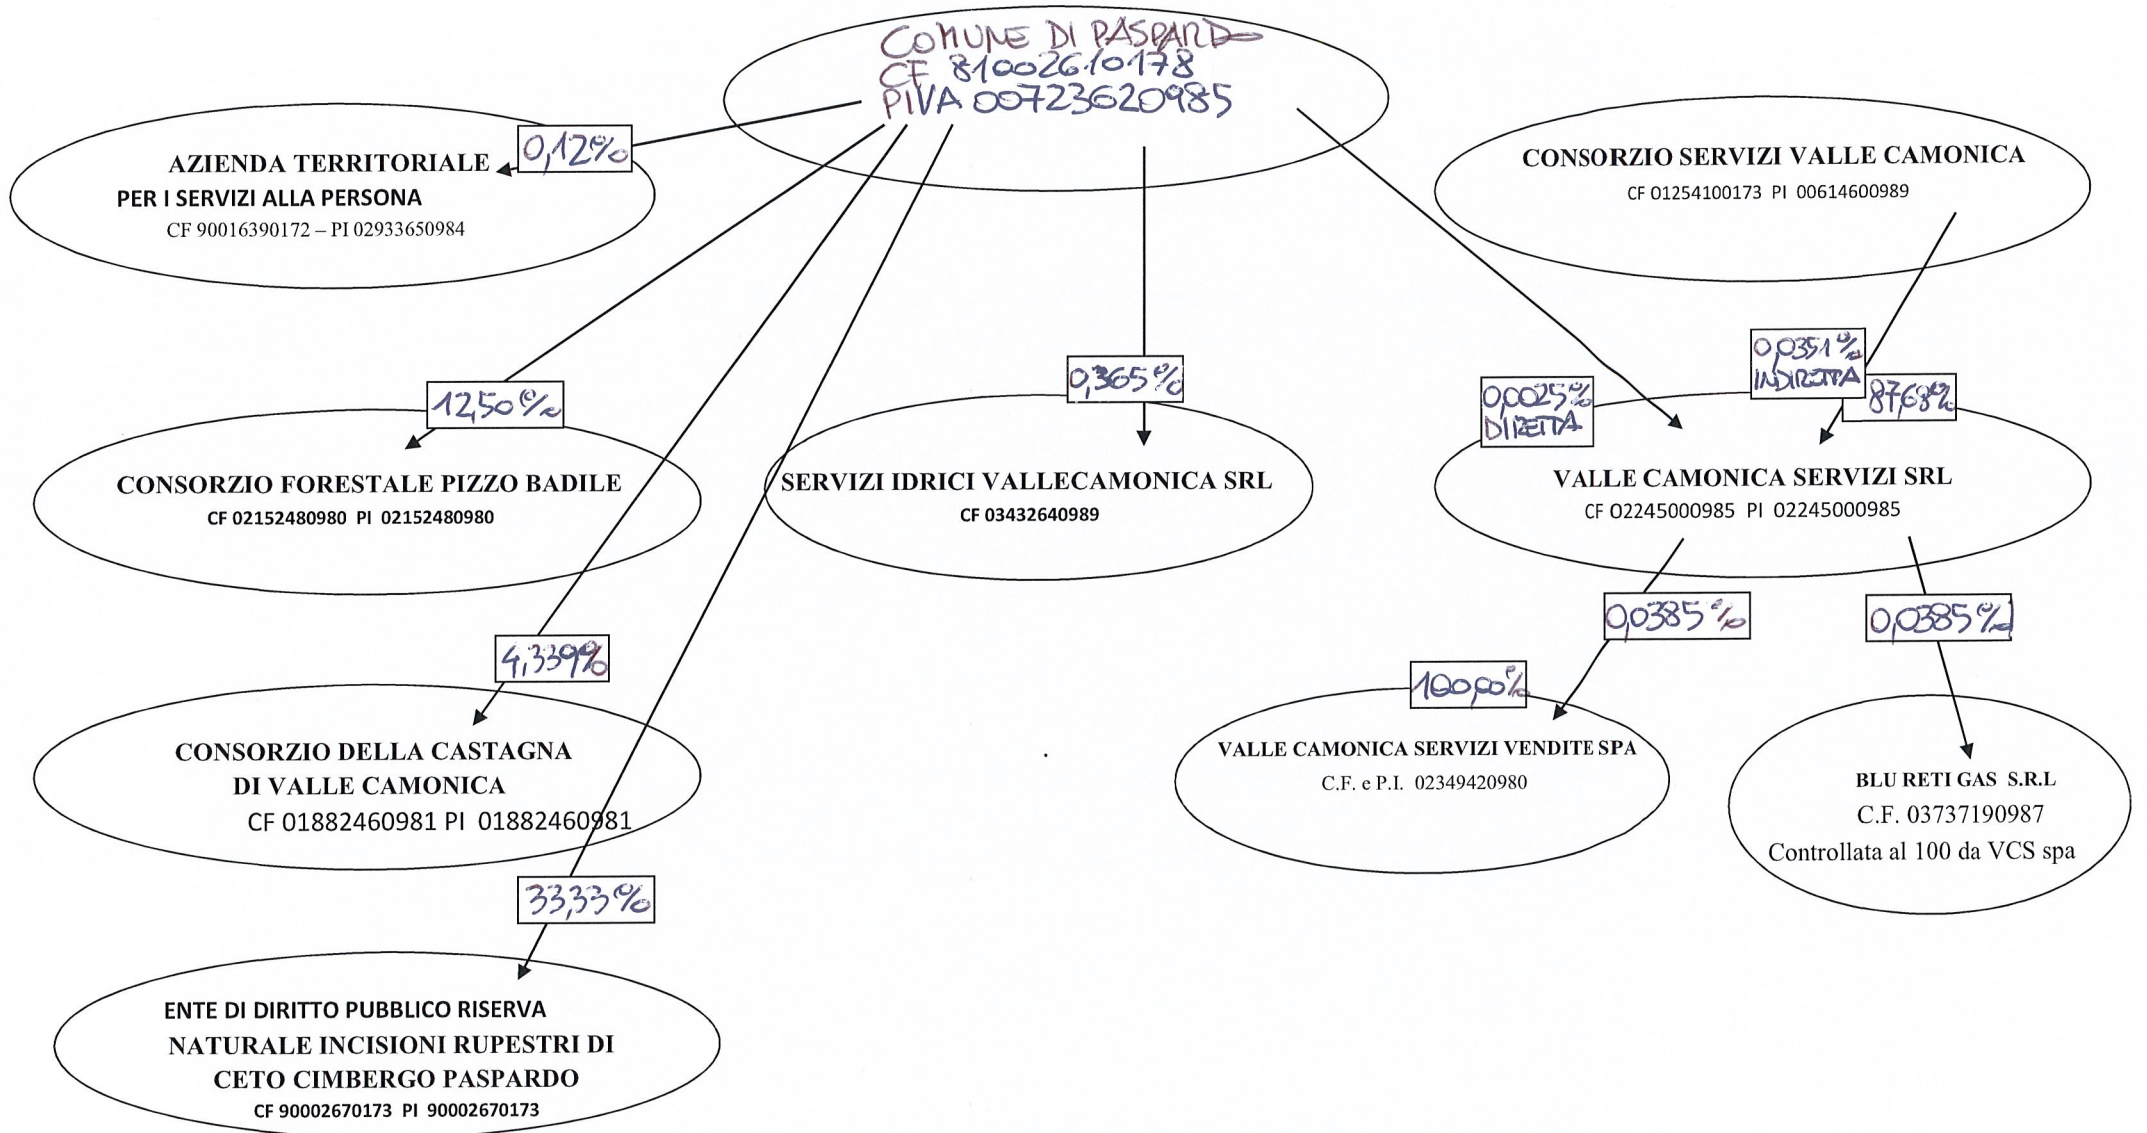 COMUNE DI PASPARDO
CF 81002610178
PIVA 00723620985
AZIENDA TERRITORIALE
PER I SERVIZI ALLA PERSONA
CF 90016390172 – PI 02933650984
0,12%
CONSORZIO SERVIZI VALLE CAMONICA
CF 01254100173 PI 00614600989
12,50%
CONSORZIO FORESTALE PIZZO BADILE
CF 02152480980 PI 02152480980
0,365%
SERVIZI IDRICI VALLECAMONICA SRL
CF 03432640989
0,0025%
DIRETTA
0,0351%
INDIRETTA
87,68%
VALLE CAMONICA SERVIZI SRL
CF 02245000985 PI 02245000985
4,339%
CONSORZIO DELLA CASTAGNA
DI VALLE CAMONICA
CF 01882460981 PI 01882460981
0,0385%
0,0385%
100,00%
VALLE CAMONICA SERVIZI VENDITE SPA
C.F. e P.I. 02349420980
BLU RETI GAS S.R.L
C.F. 03737190987
Controllata al 100 da VCS spa
33,33%
ENTE DI DIRITTO PUBBLICO RISERVA
NATURALE INCISIONI RUPESTRI DI
CETO CIMBERGO PASPARDO
CF 90002670173 PI 90002670173